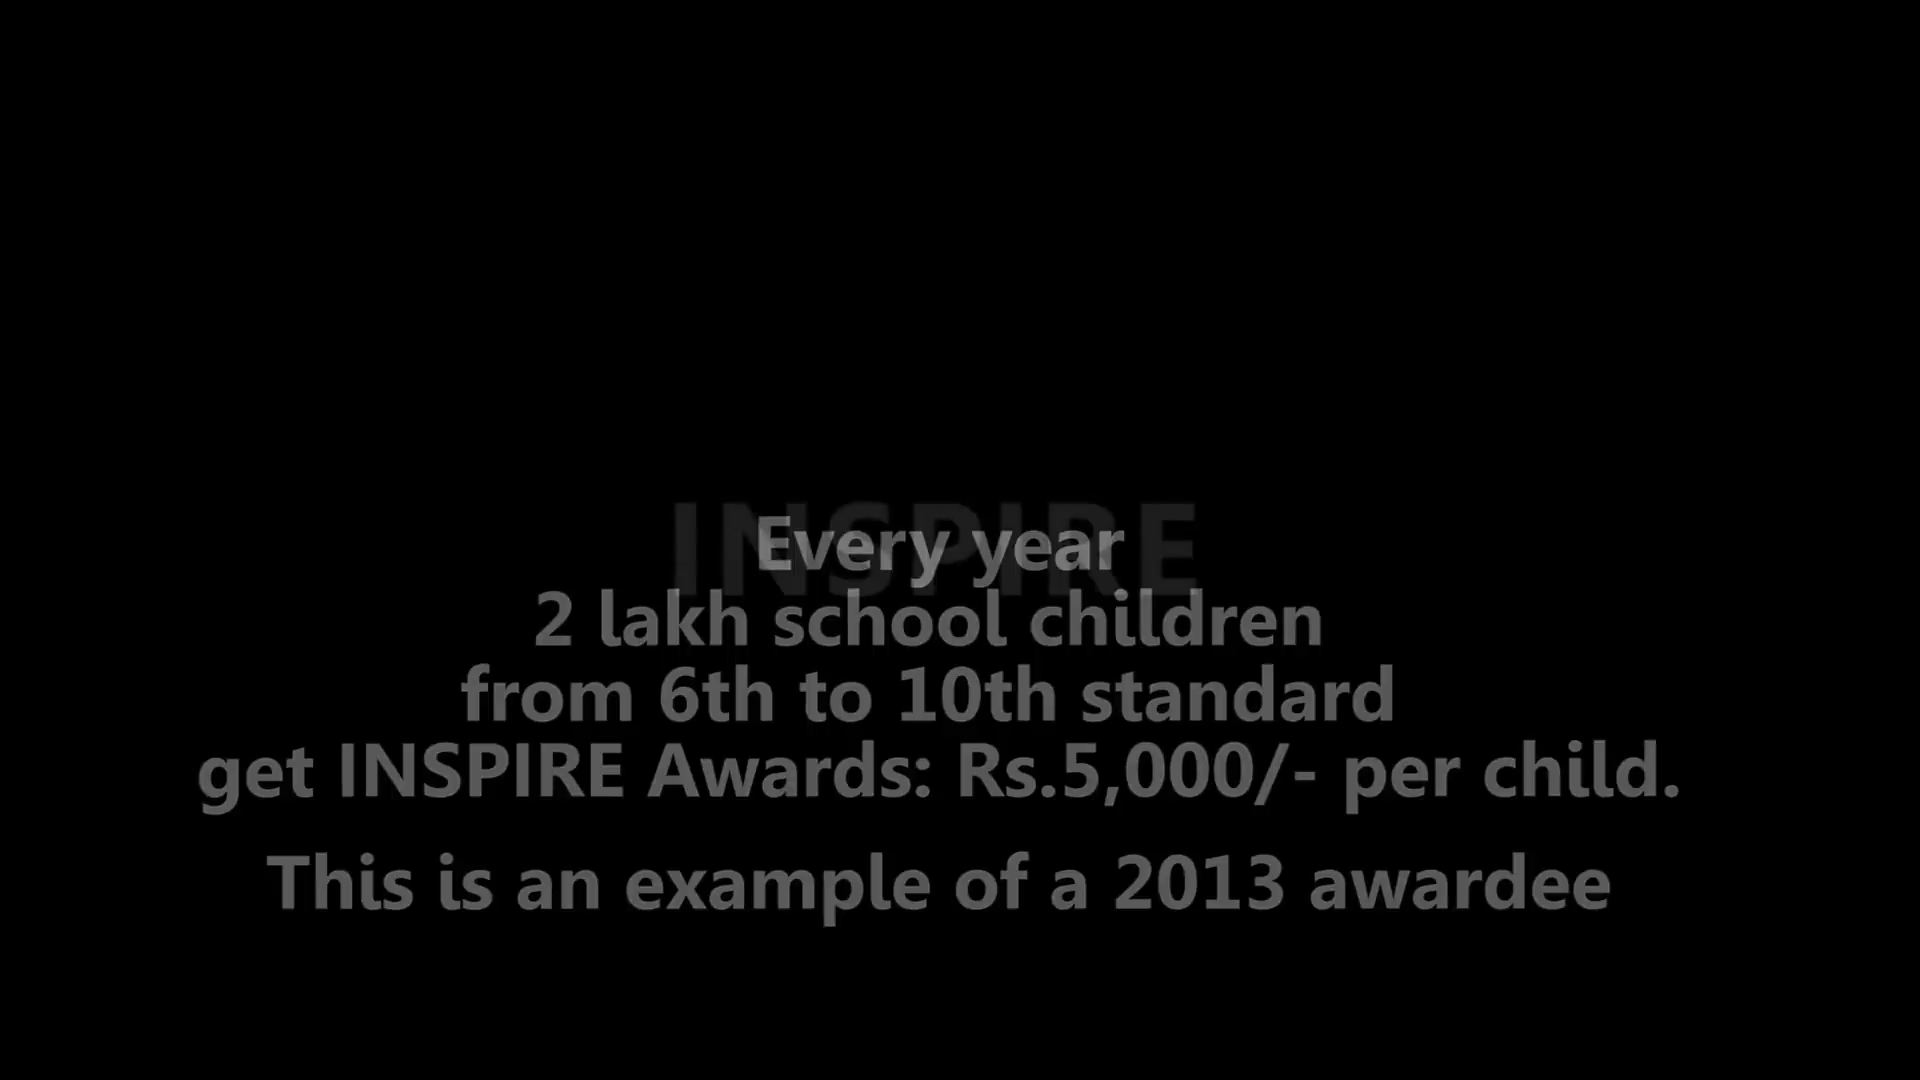 INSPIRE
Every year
2 lakh school children
from 6th to 10th standard
get INSPIRE Awards: Rs.5,000/- per child.
This is an example of a 2013 awardee